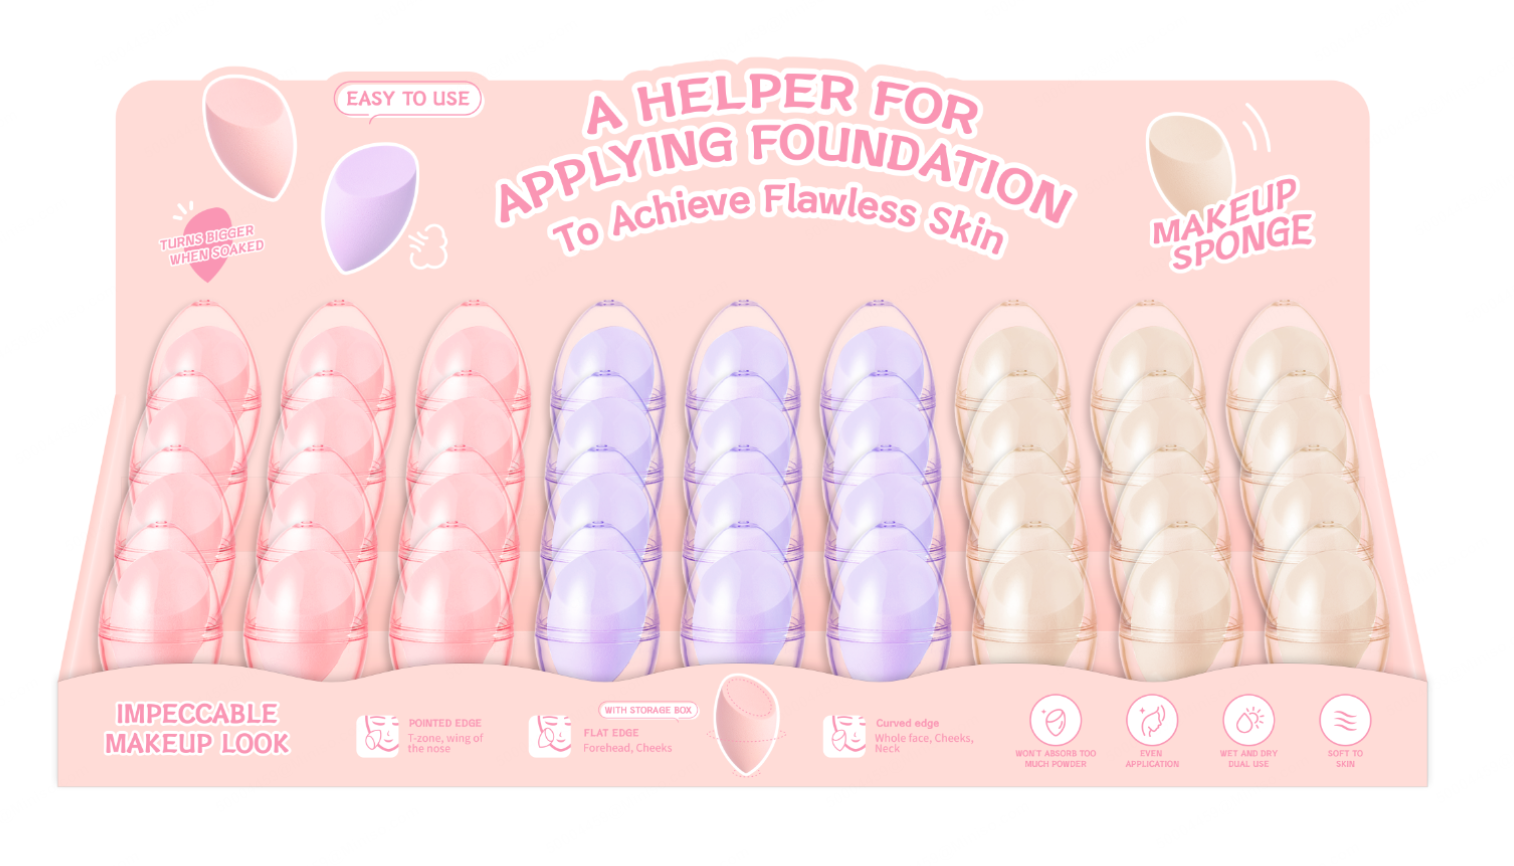 A HELPER FOR
APPLYING FOUNDATION
To Achieve Flawless Skin
EASY TO USE
TURNS BIGGER
WHEN SOAKED
MAKEUP
SPONGE
IMPECCABLE
MAKEUP LOOK
POINTED EDGE
T-zone, wing of
the nose
WITH STORAGE BOX
FLAT EDGE
Forehead, Cheeks
Curved edge
Whole face, Cheeks,
Neck
WON'T ABSORB TOO
MUCH POWDER
EVEN
APPLICATION
WET AND DRY
DUAL USE
SOFT TO
SKIN